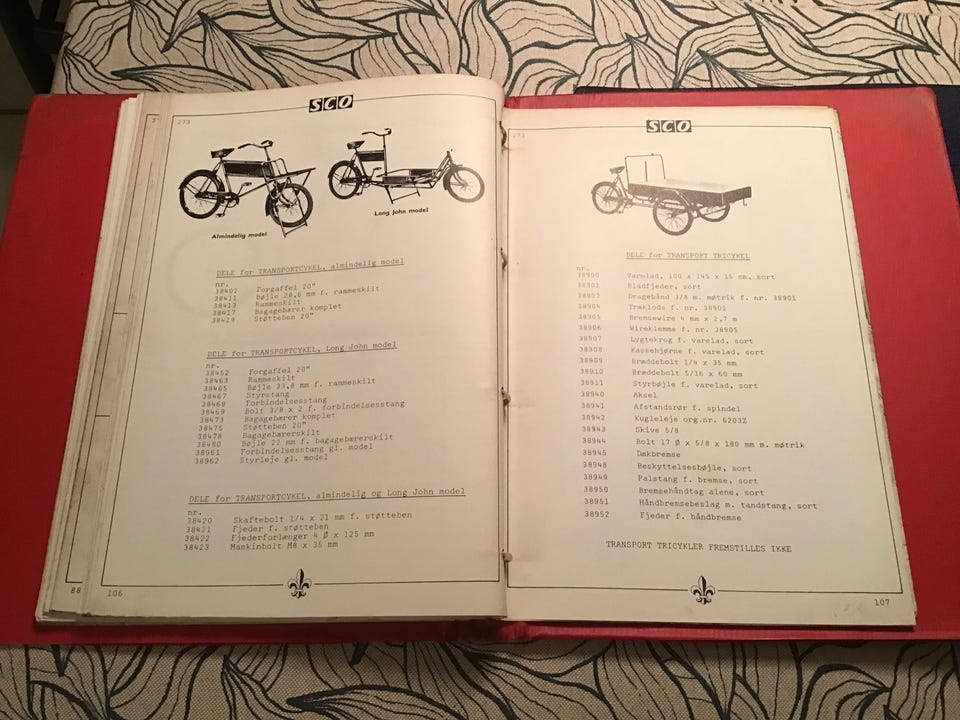 SCO
273
Almindelig model
Long John model
DELE for TRANSPORTCYKEL, almindelig model
nr.
38402 Forgaffel 20"
38411 Bøjle 28,6 mm f. rammeskilt
38413 Rammeskilt
38417 Bagagebærer komplet
38419 Støtteben 20"
DELE for TRANSPORTCYKEL, Long John model
nr.
38452 Forgaffel 20"
38463 Rammeskilt
38465 Bøjle 33,8 mm f. rammeskilt
38467 Styrstang
38468 Forbindelsesstang
38469 Bolt 3/8 x 2 f. forbindelsesstang
38473 Bagagebærer komplet
38475 Støtteben 20"
38478 Bagagebærerskilt
38480 Bøjle 22 mm f. bagagebærerskilt
38961 Forbindelsesstang gl. model
38962 Styrleje gl. model
DELE for TRANSPORTCYKEL, almindelig og Long John model
nr.
38420 Skaftebolt 1/4 x 21 mm f. støtteben
38421 Fjeder f. støtteben
38422 Fjederforlænger 4 Ø x 125 mm
38423 Maskinbolt M8 x 35 mm
88
106
SCO
273
DELE for TRANSPORT TRICYKEL
nr.
38900 Varelad, 100 x 145 x 15 cm, sort
38901 Bladfjeder, sort
38903 Dragebånd 3/8 m. møtrik f. nr. 38901
38904 Træklods f. nr. 38901
38905 Bremsewire 4 mm x 2,7 m
38906 Wireklemme f. nr. 38905
38907 Lygtekrog f. varelad, sort
38908 Kassehjørne f. varelad, sort
38909 Bræddebolt 1/4 x 35 mm
38910 Bræddebolt 5/16 x 60 mm
38911 Styrbøjle f. varelad, sort
38940 Aksel
38941 Afstandsrør f. spindel
38942 Kugleleje org.nr. 6203Z
38943 Skive 5/8
38944 Bolt 17 Ø x 5/8 x 180 mm m. møtrik
38945 Dækbremse
38948 Beskyttelsesbøjle, sort
38949 Palstang f. bremse, sort
38950 Bremsehåndtag alene, sort
38951 Håndbremsebeslag m. tandstang, sort
38952 Fjeder f. håndbremse
TRANSPORT TRICYKLER FREMSTILLES IKKE
107